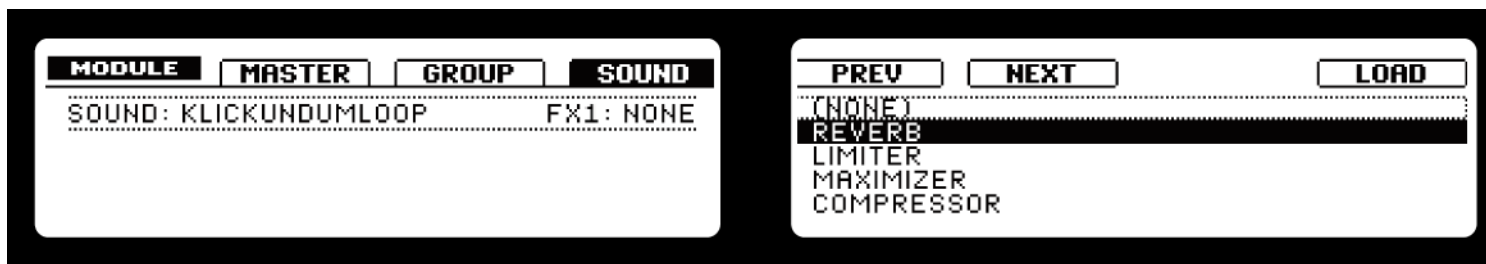 MODULE MASTER GROUP SOUND
SOUND: KLICKUNDUMLOOP FX1: NONE
PREV NEXT LOAD
(NONE)
REVERB
LIMITER
MAXIMIZER
COMPRESSOR